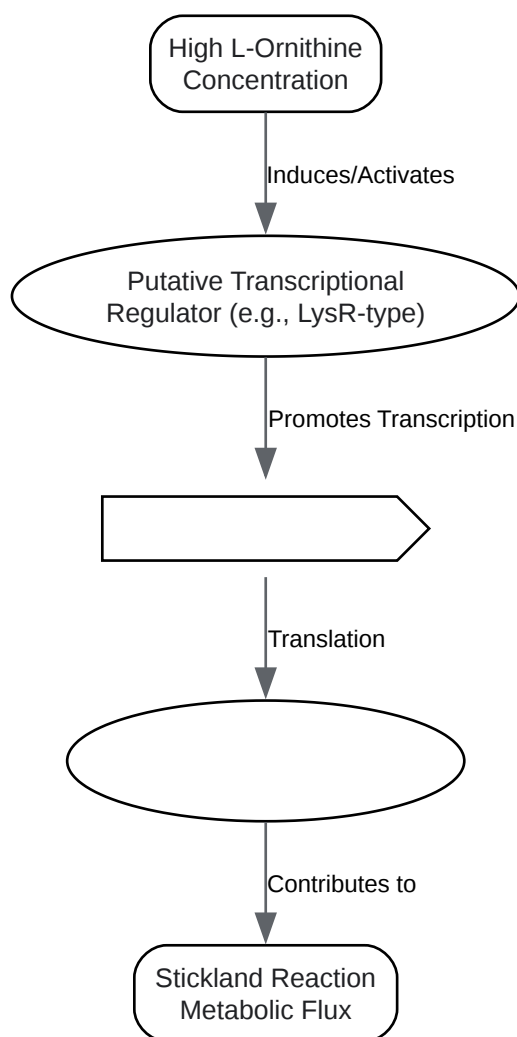 High L-Ornithine
Concentration
Induces/Activates
Putative Transcriptional
Regulator (e.g., LysR-type)
Promotes Transcription
Translation
Contributes to
Stickland Reaction
Metabolic Flux